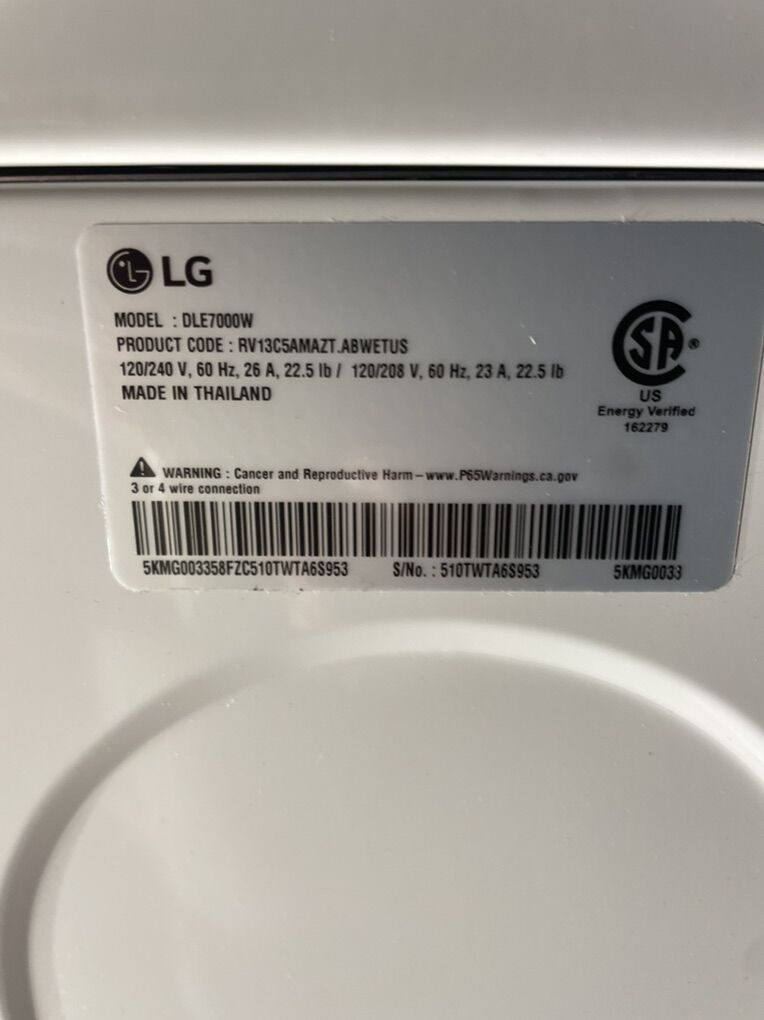 LG
MODEL : DLE7000W
PRODUCT CODE : RV13C5AMAZT.ABWETUS
120/240 V, 60 Hz, 26 A, 22.5 lb / 120/208 V, 60 Hz, 23 A, 22.5 lb
MADE IN THAILAND
SA ®
US
Energy Verified
162279
WARNING : Cancer and Reproductive Harm – www.P65Warnings.ca.gov
3 or 4 wire connection
5KMG003358FZC510TWTA6S953 S/No. : 510TWTA6S953 5KMG0033